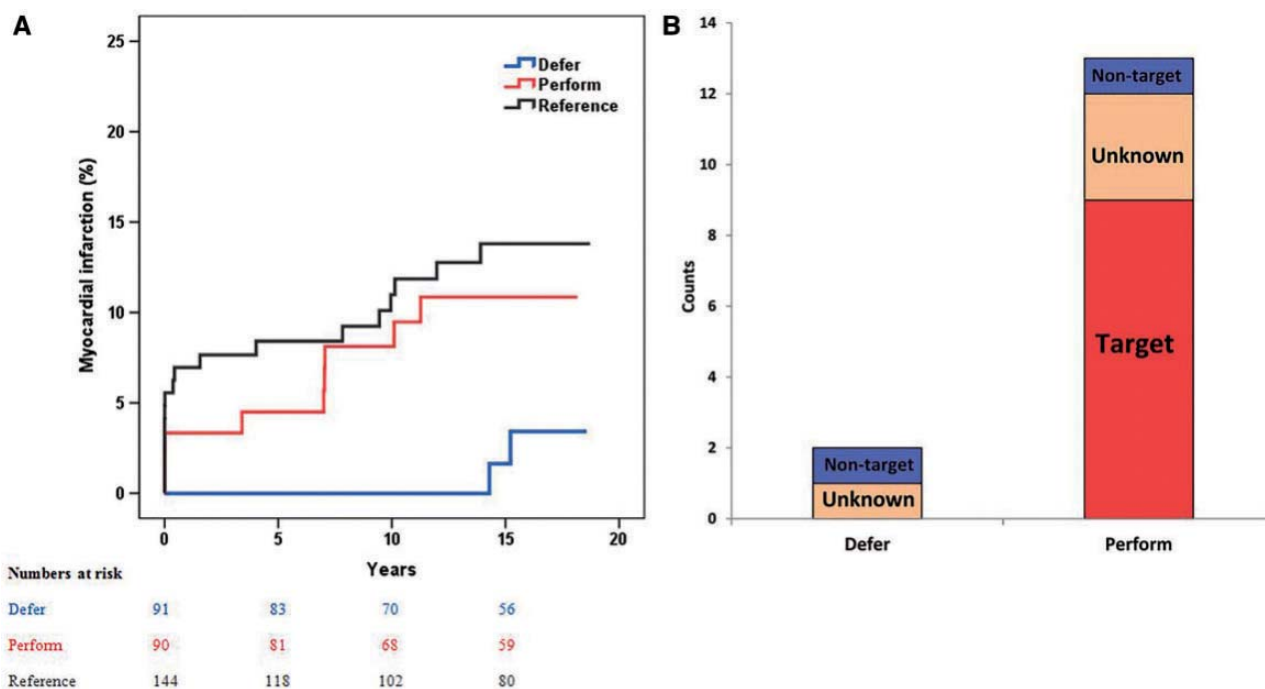 A
25
20
15
10
5
0
Myocardial infarction (%)
Defer
Perform
Reference
0 5 10 15 20
Years
Numbers at risk
Defer 91 83 70 56
Perform 90 81 68 59
Reference 144 118 102 80
B
14
12
10
8
6
4
2
0
Counts
Non-target
Unknown
Non-target
Unknown
Target
Defer Perform